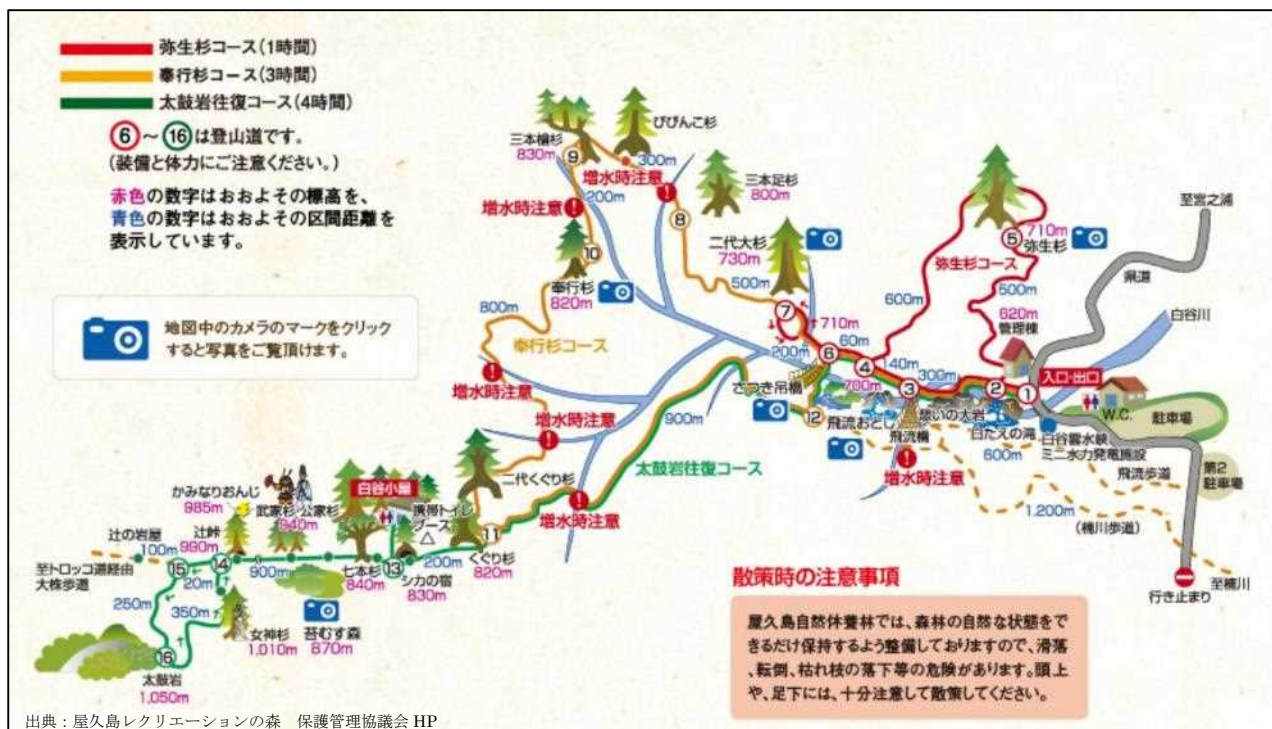 弥生杉コース(1時間)
奉行杉コース(3時間)
太鼓岩往復コース(4時間)
⑥～⑯は登山道です。
(装備と体力にご注意ください。)
赤色の数字はおおよその標高を、
青色の数字はおおよその区間距離を
表示しています。
地図中のカメラのマークをクリック
すると写真をご覧頂けます。
三本檜杉
830m
⑨
びびんこ杉
300m
増水時注意
200m
増水時注意
⑧
三本足杉
800m
⑩
奉行杉
820m
800m
奉行杉コース
500m
二代大杉
730m
⑦
710m
200m
60m
⑥
さつき吊橋
④
700m
140m
③
300m
②
①
弥生杉コース
600m
710m
⑤
弥生杉
500m
620m
管理棟
至宮之浦
県道
白谷川
入口・出口
W.C.
駐車場
第2
駐車場
飛流おとし
⑫
飛流橋
憩いの大岩
白たえの滝
白谷雲水峡
ミニ水力発電施設
600m
飛流歩道
増水時注意
1,200m
(楠川歩道)
至楠川
行き止まり
増水時注意
増水時注意
900m
太鼓岩往復コース
増水時注意
二代くぐり杉
⑪
くぐり杉
820m
200m
携帯トイレ
ブース
白谷小屋
⑬
シカの宿
830m
七本杉
840m
武家杉
公家杉
940m
かみなりおんじ
985m
辻峠
990m
⑭
900m
苔むす森
870m
辻の岩屋
100m
⑮
至トロッコ道経由
大株歩道
20m
250m
350m
女神杉
1,010m
⑯
太鼓岩
1,050m
散策時の注意事項
屋久島自然休養林では、森林の自然な状態をで
きるだけ保持するよう整備しておりますので、滑落
、転倒、枯れ枝の落下等の危険があります。頭上
や、足下には、十分注意して散策してください。
出典：屋久島レクリエーションの森　保護管理協議会 HP